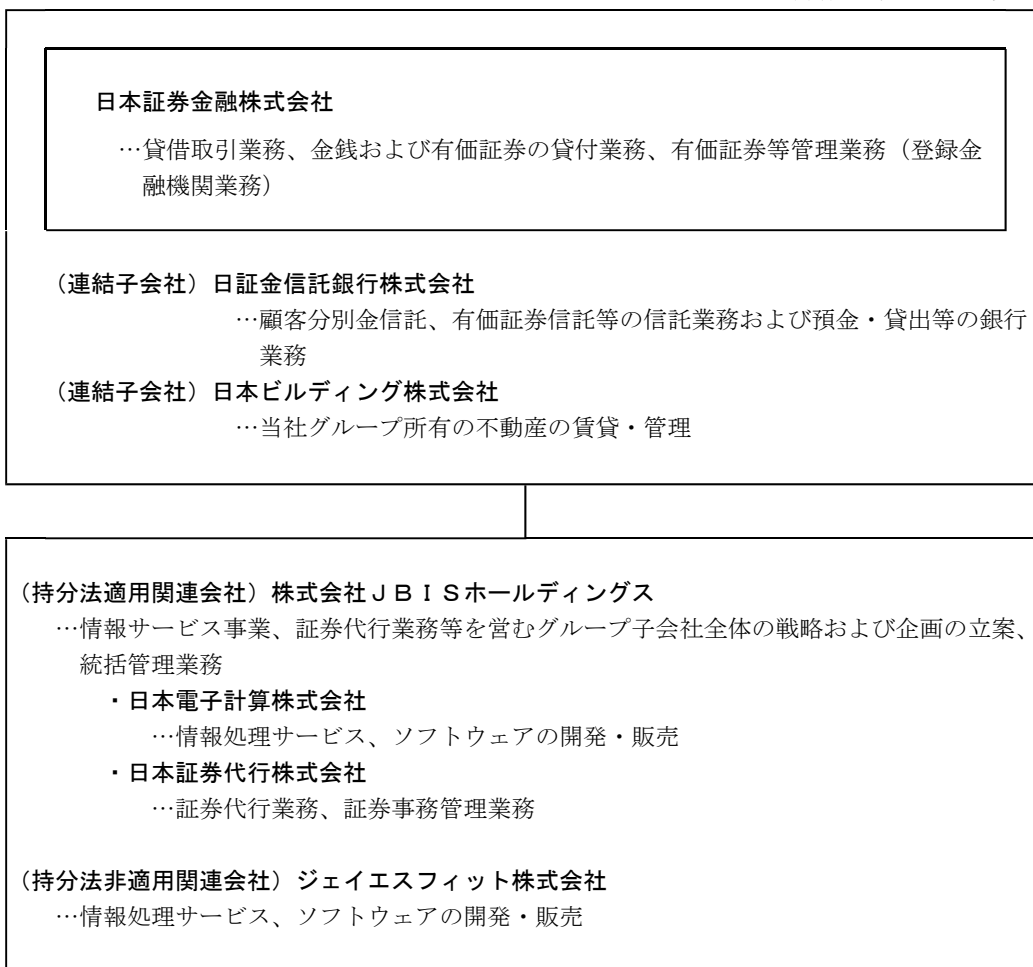 日本証券金融株式会社
…貸借取引業務、金銭および有価証券の貸付業務、有価証券等管理業務（登録金
融機関業務）
（連結子会社）日証金信託銀行株式会社
…顧客分別金信託、有価証券信託等の信託業務および預金・貸出等の銀行
業務
（連結子会社）日本ビルディング株式会社
…当社グループ所有の不動産の賃貸・管理
（持分法適用関連会社）株式会社ＪＢＩＳホールディングス
…情報サービス事業、証券代行業務等を営むグループ子会社全体の戦略および企画の立案、
統括管理業務
・日本電子計算株式会社
…情報処理サービス、ソフトウェアの開発・販売
・日本証券代行株式会社
…証券代行業務、証券事務管理業務
（持分法非適用関連会社）ジェイエスフィット株式会社
…情報処理サービス、ソフトウェアの開発・販売